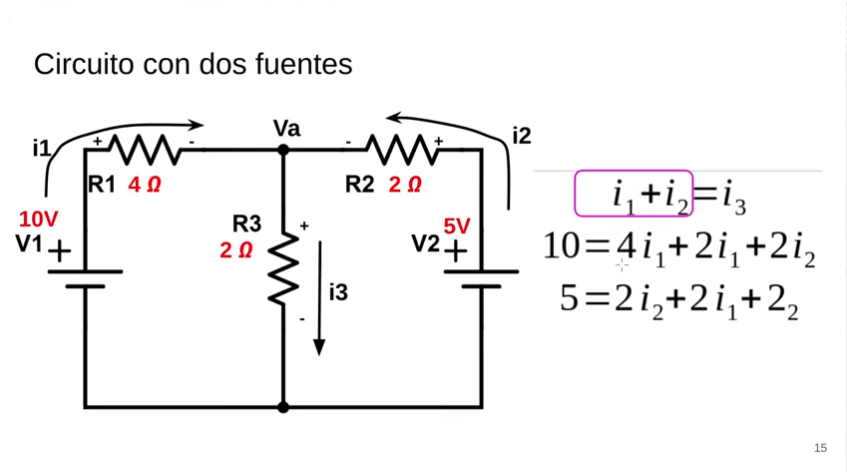 Circuito con dos fuentes
i1
+
-
Va
-
+
i2
R1 4 Ω
R2 2 Ω
i₁+i₂=i₃
10V
V1
+
R3
2 Ω
+
-
i3
5V
V2
+
10=4i₁+2i₁+2i₂
5=2i₂+2i₁+2₂
15